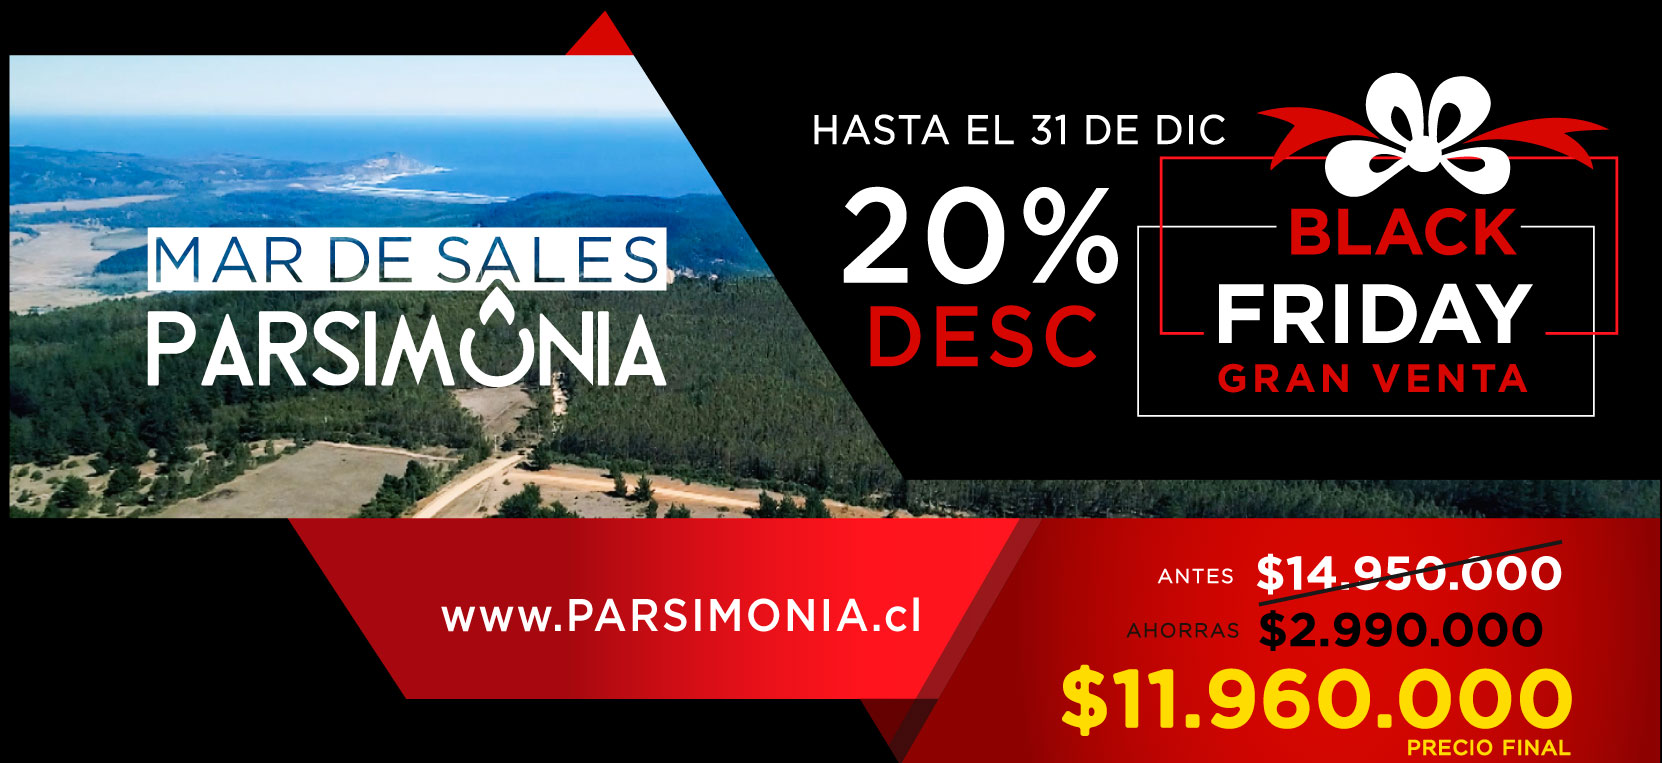 MAR DE SALES
PARSIMONIA
HASTA EL 31 DE DIC
20%
DESC
BLACK
FRIDAY
GRAN VENTA
www.PARSIMONIA.cl
ANTES $14.950.000
AHORRAS $2.990.000
$11.960.000
PRECIO FINAL